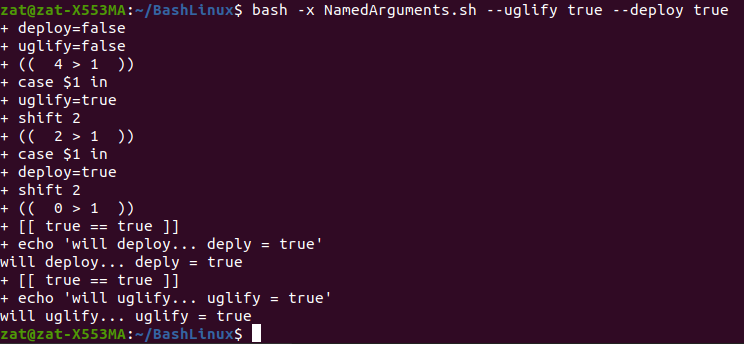 zat@zat-X553MA:~/BashLinux$ bash -x NamedArguments.sh --uglify true --deploy true
+ deploy=false
+ uglify=false
+ ((  4 > 1  ))
+ case $1 in
+ uglify=true
+ shift 2
+ ((  2 > 1  ))
+ case $1 in
+ deploy=true
+ shift 2
+ ((  0 > 1  ))
+ [[ true == true ]]
+ echo 'will deploy... deply = true'
will deploy... deply = true
+ [[ true == true ]]
+ echo 'will uglify... uglify = true'
will uglify... uglify = true
zat@zat-X553MA:~/BashLinux$